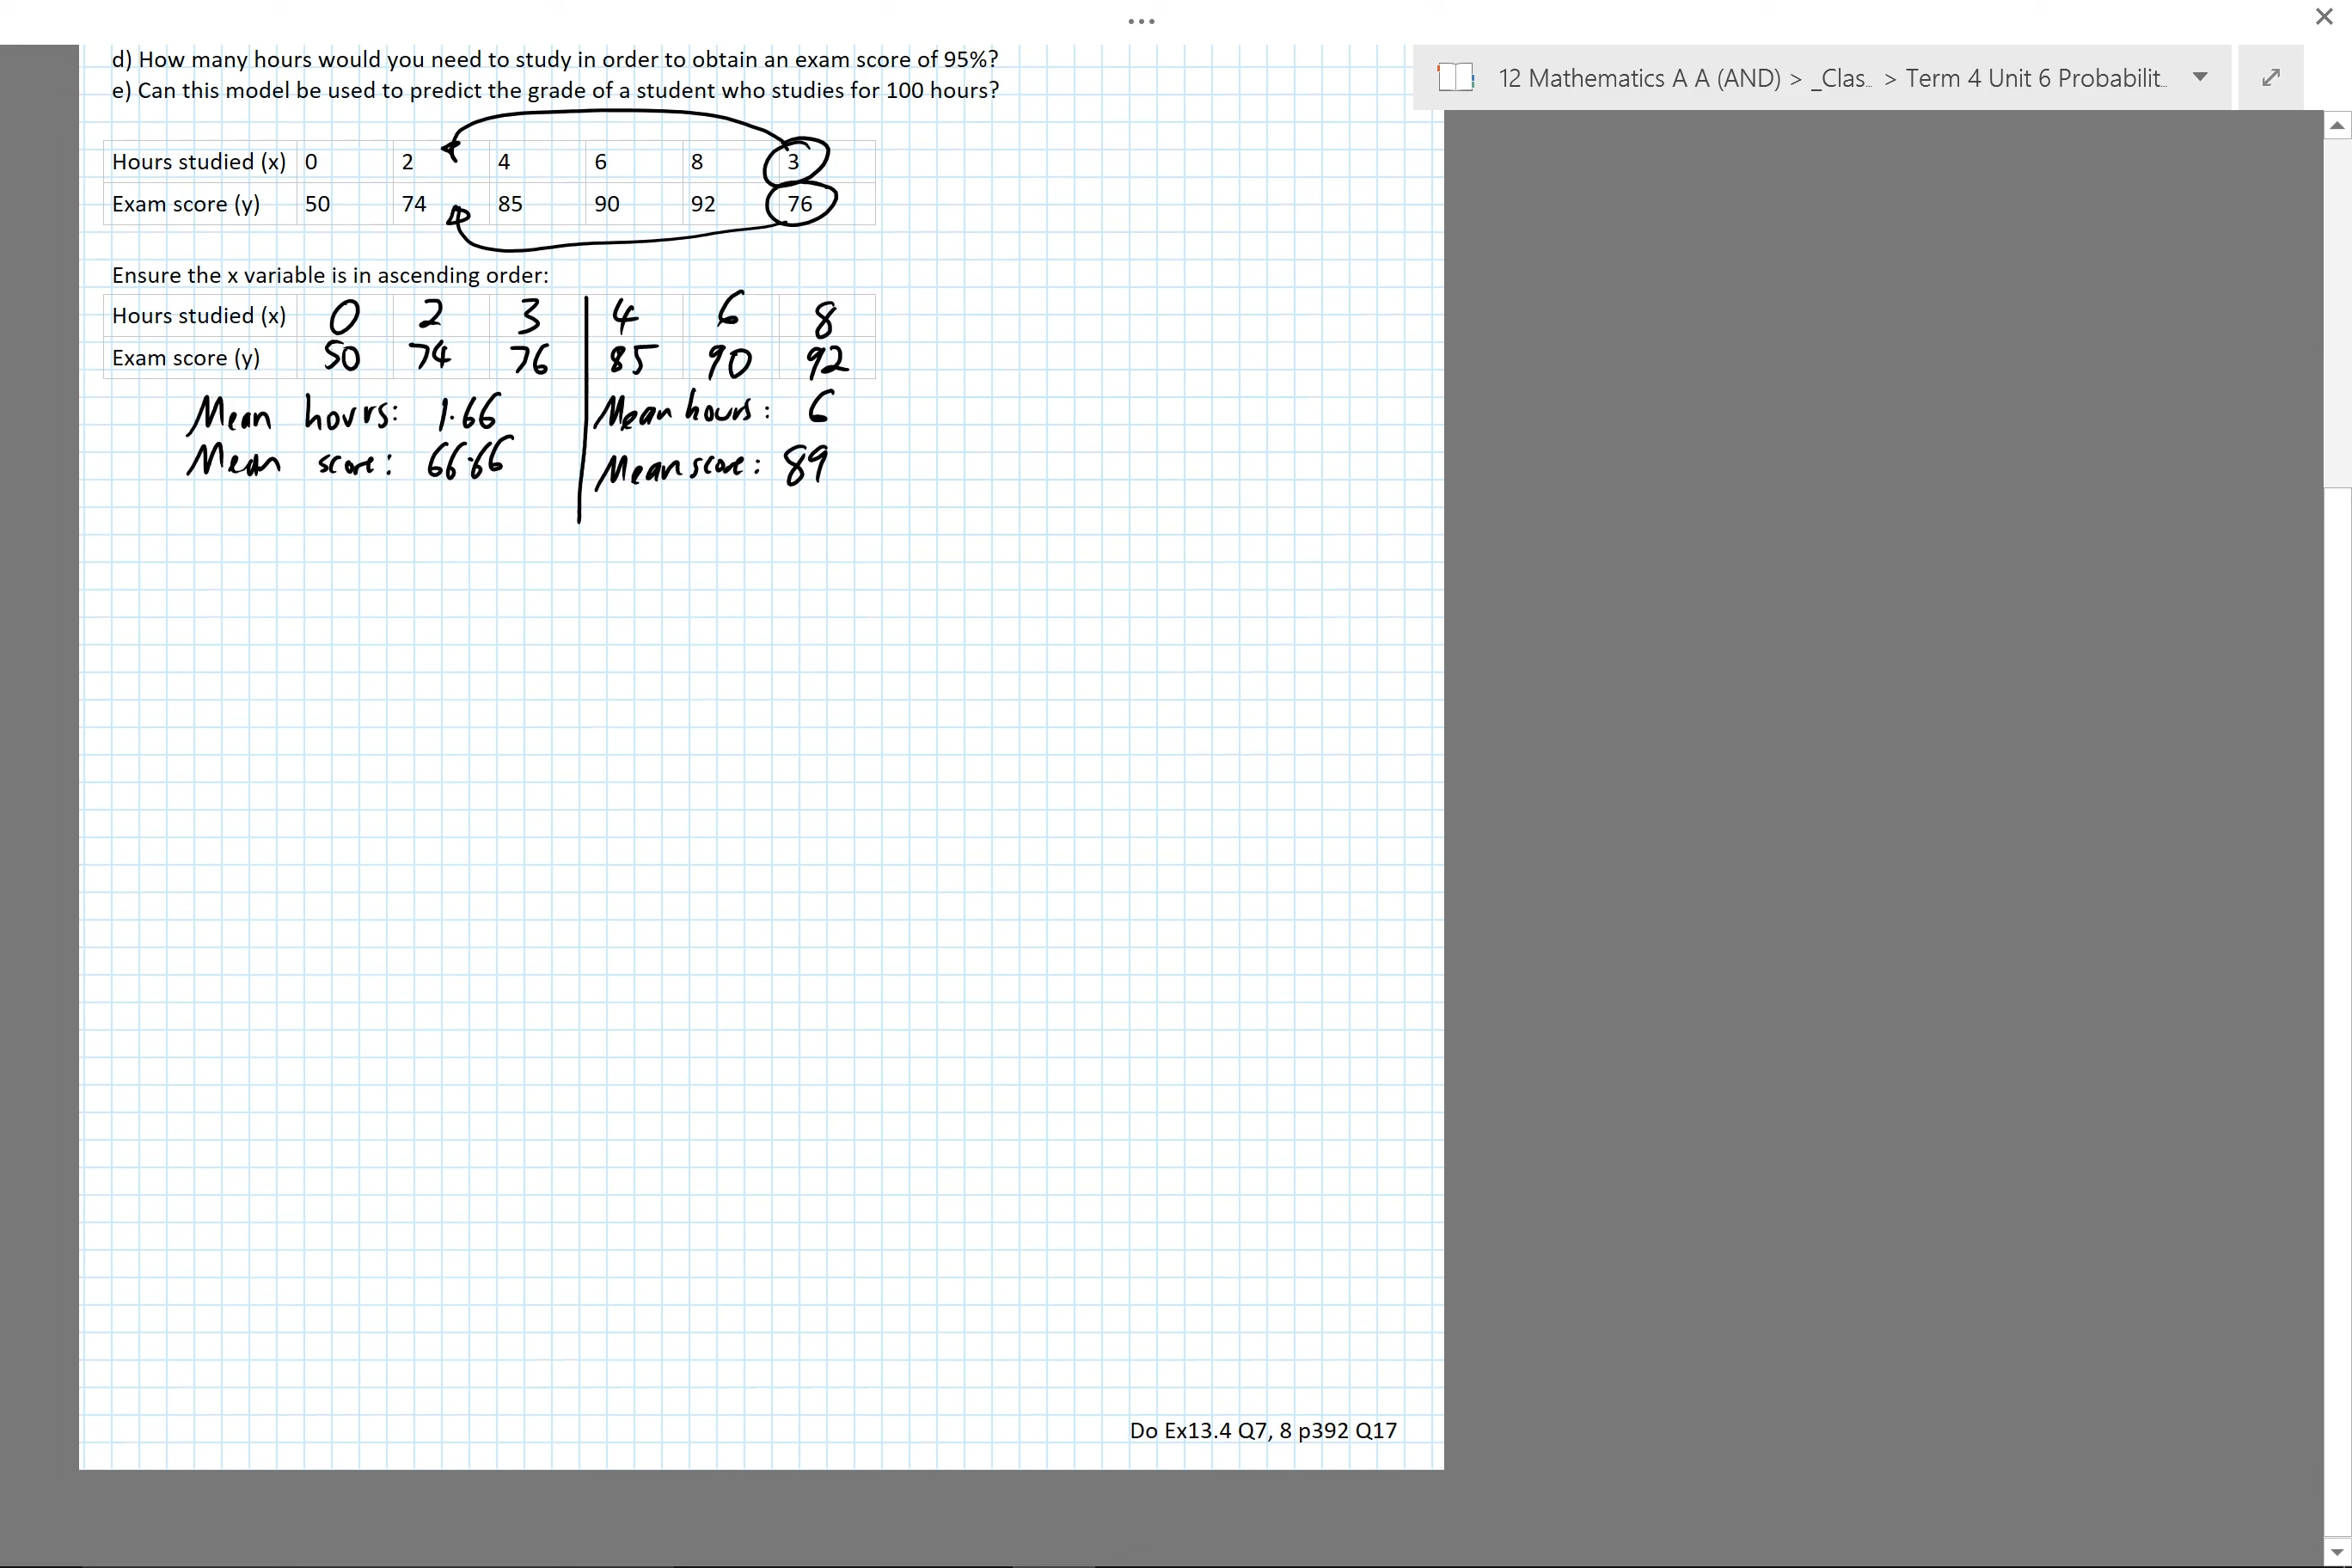 12 Mathematics A A (AND) > _Clas... > Term 4 Unit 6 Probabilit...
d) How many hours would you need to study in order to obtain an exam score of 95%?
e) Can this model be used to predict the grade of a student who studies for 100 hours?
Hours studied (x) 0 2 4 6 8 3
Exam score (y) 50 74 85 90 92 76
Ensure the x variable is in ascending order:
Hours studied (x) 0 2 3 4 6 8
Exam score (y) 50 74 76 85 90 92
Mean hours: 1.66 Mean hours: 6
Mean score: 66.66 Mean score: 89
Do Ex13.4 Q7, 8 p392 Q17